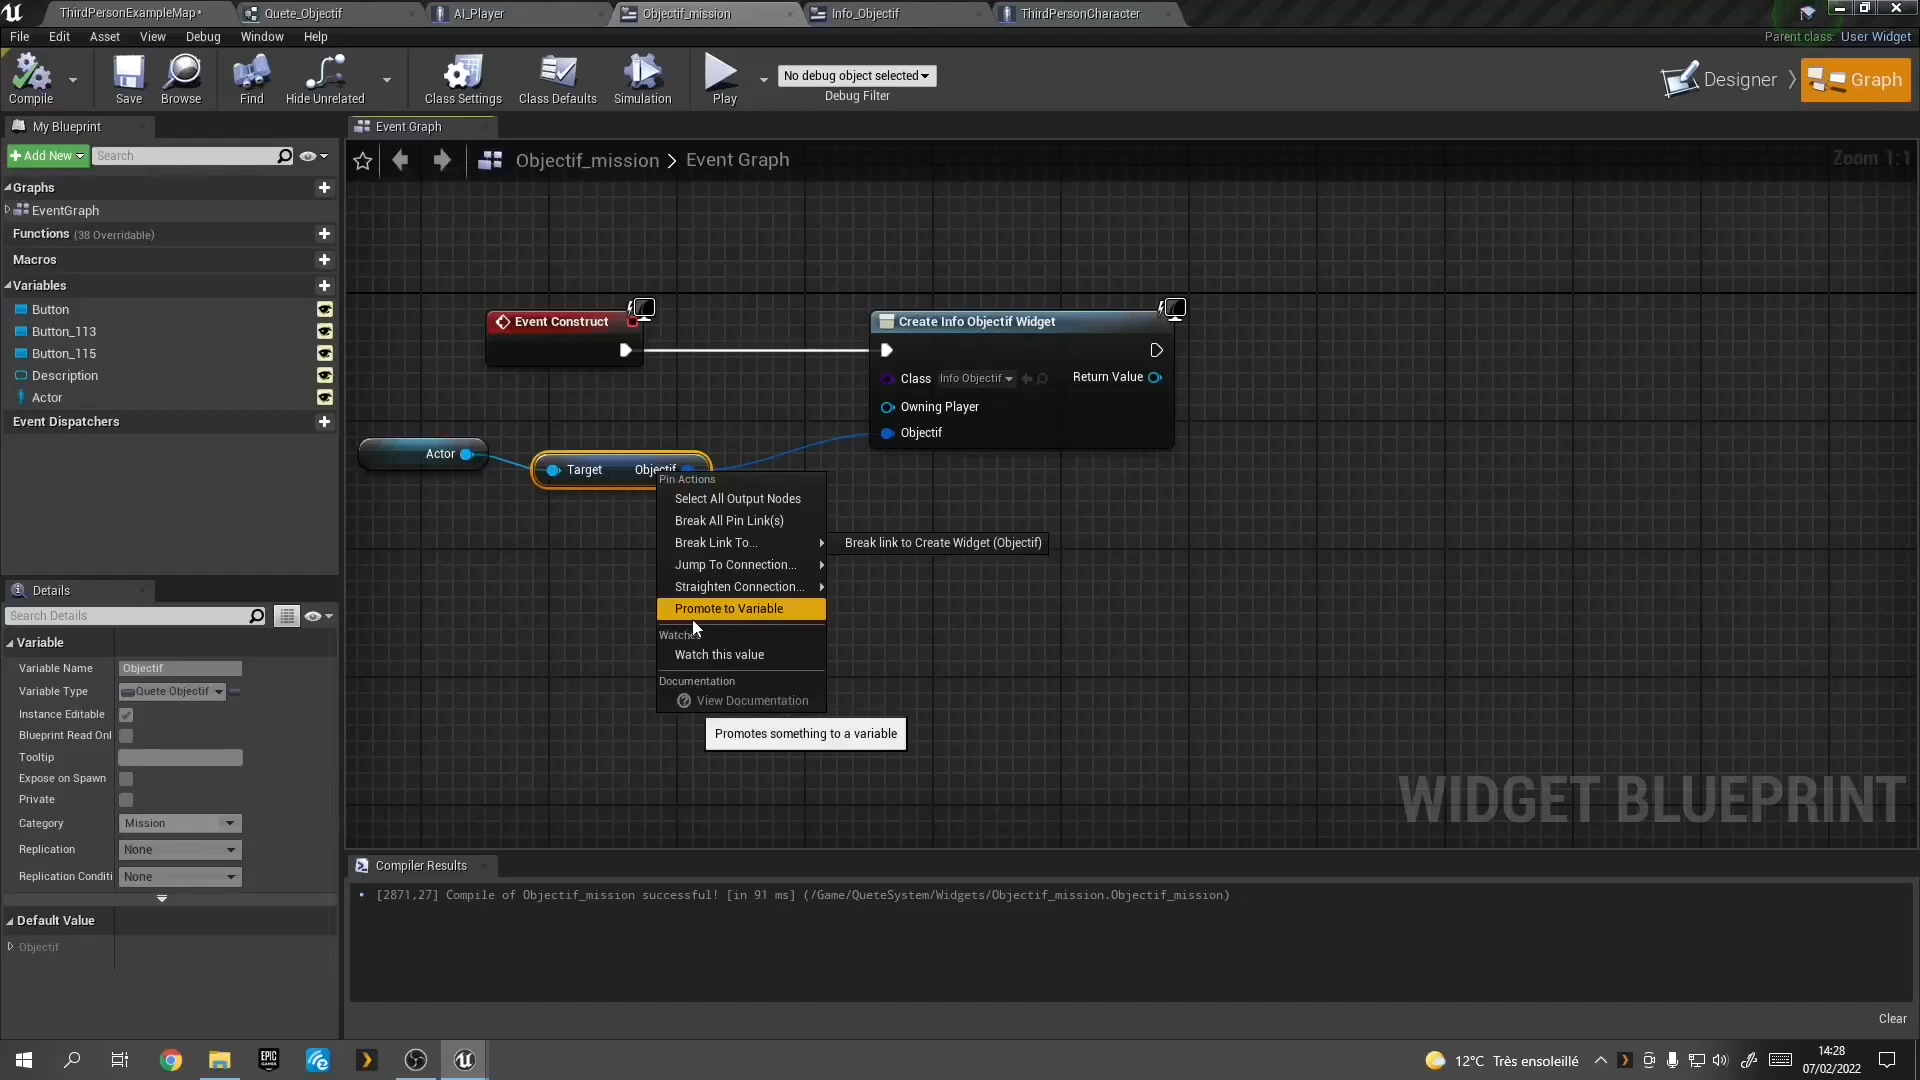 ThirdPersonExampleMap*
Quete_Objectif
AI_Player
Objectif_mission
Info_Objectif
ThirdPersonCharacter
File Edit Asset View Debug Window Help
Parent class: User Widget
Compile
Save
Browse
Find
Hide Unrelated
Class Settings
Class Defaults
Simulation
Play
No debug object selected
Debug Filter
Designer
Graph
My Blueprint
Event Graph
Add New
Search
Objectif_mission > Event Graph
Zoom 1:1
Graphs
EventGraph
Functions (38 Overridable)
Macros
Variables
Button
Button_113
Button_115
Description
Actor
Event Dispatchers
Event Construct
Create Info Objectif Widget
Class Info Objectif
Return Value
Owning Player
Objectif
Actor
Target Objectif
Pin Actions
Select All Output Nodes
Break All Pin Link(s)
Break Link To...
Break link to Create Widget (Objectif)
Jump To Connection...
Straighten Connection...
Promote to Variable
Watches
Watch this value
Documentation
View Documentation
Promotes something to a variable
WIDGET BLUEPRINT
Details
Search Details
Variable
Variable Name Objectif
Variable Type Quete Objectif
Instance Editable
Blueprint Read Onl
Tooltip
Expose on Spawn
Private
Category Mission
Replication None
Replication Conditi None
Default Value
Objectif
Compiler Results
[2871,27] Compile of Objectif_mission successful! [in 91 ms] (/Game/QueteSystem/Widgets/Objectif_mission.Objectif_mission)
Clear
EPIC GAMES
12°C Très ensoleillé
14:28
07/02/2022